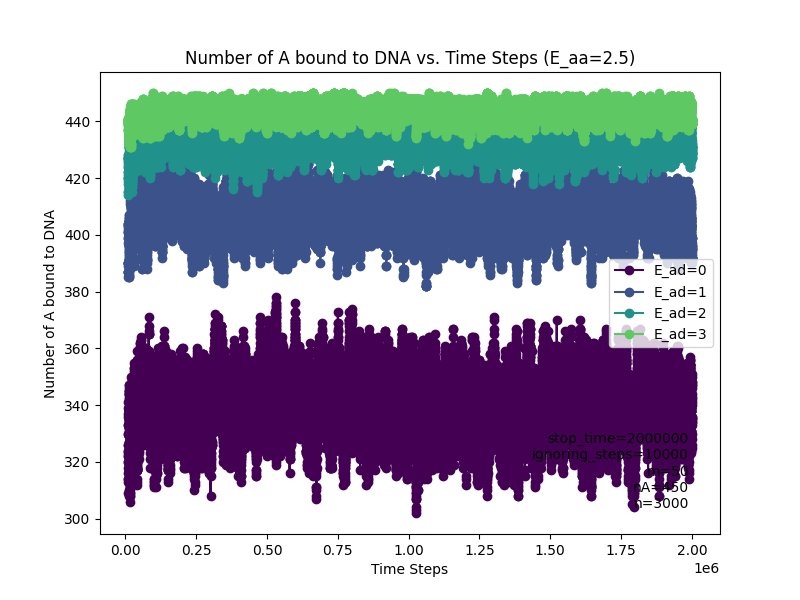 Number of A bound to DNA vs. Time Steps (E_aa=2.5)
Number of A bound to DNA
440
420
400
380
360
340
320
300
E_ad=0
E_ad=1
E_ad=2
E_ad=3
stop_time=2000000
ignoring_steps=10000
nA=450
n=3000
0.00 0.25 0.50 0.75 1.00 1.25 1.50 1.75 2.00
1e6
Time Steps